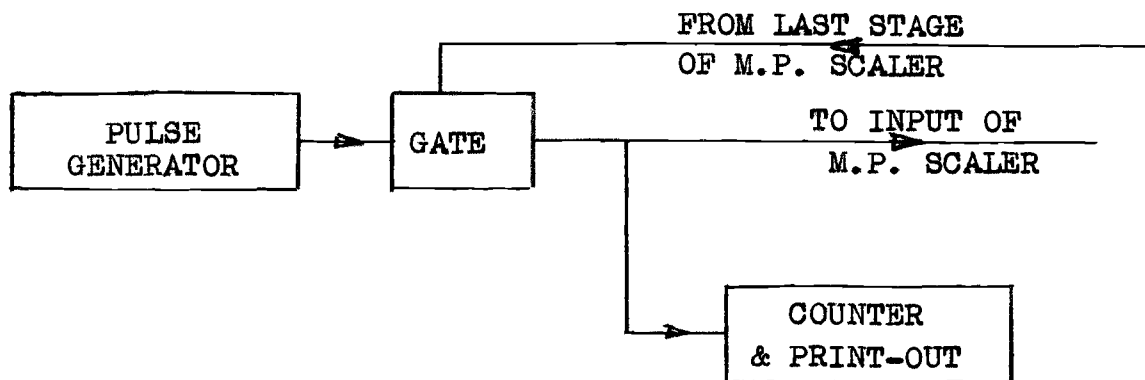 FROM LAST STAGE
OF M.P. SCALER
PULSE
GENERATOR
GATE
TO INPUT OF
M.P. SCALER
COUNTER
& PRINT-OUT